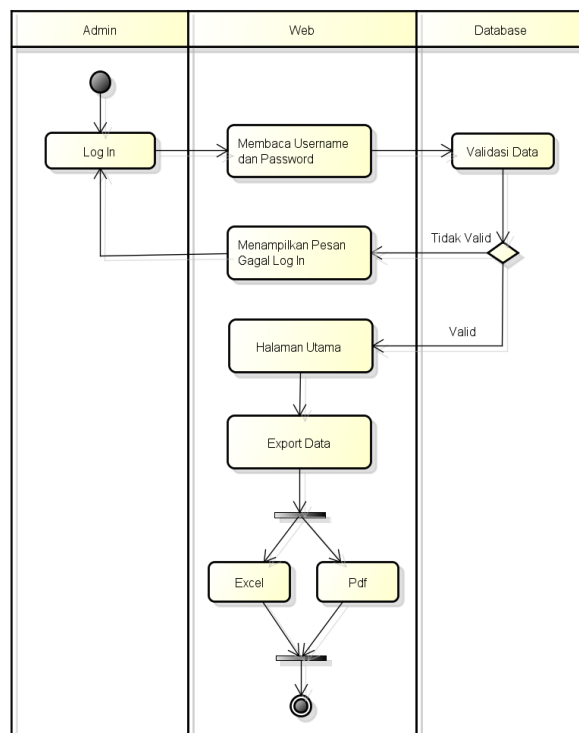 Admin
Web
Database
Log In
Membaca Username
dan Password
Validasi Data
Tidak Valid
Menampilkan Pesan
Gagal Log In
Valid
Halaman Utama
Export Data
Excel
Pdf